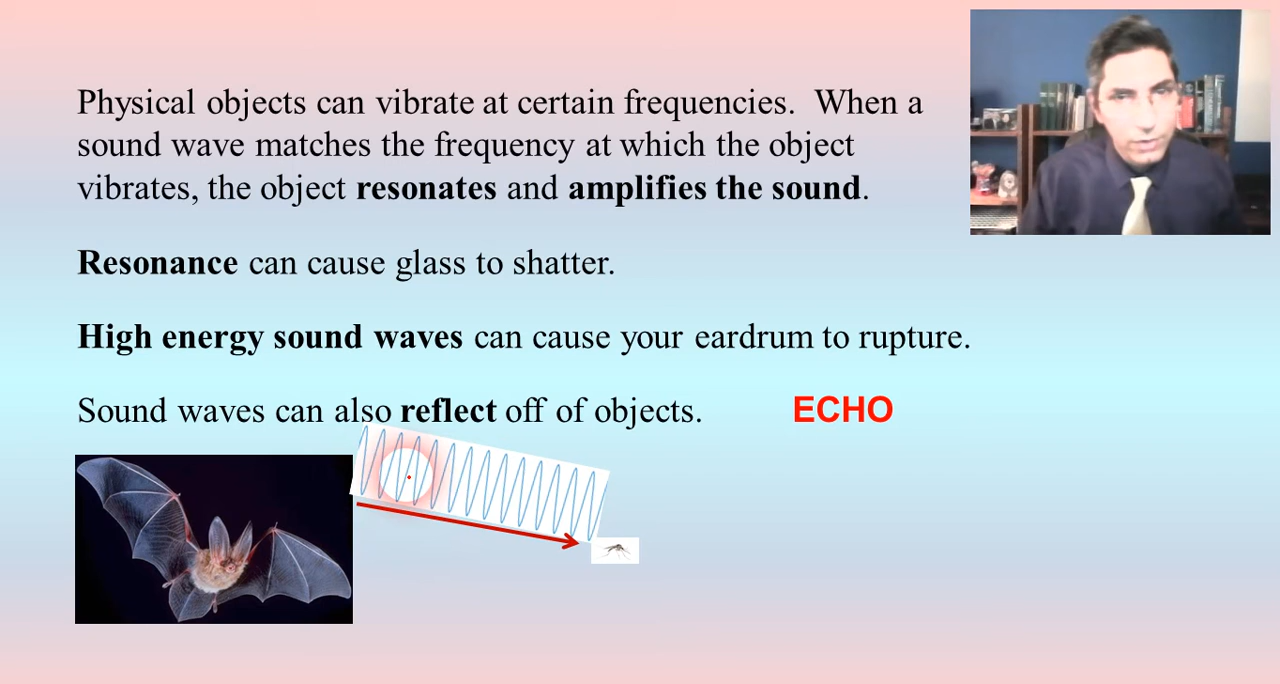 Physical objects can vibrate at certain frequencies.  When a
sound wave matches the frequency at which the object
vibrates, the object resonates and amplifies the sound.
Resonance can cause glass to shatter.
High energy sound waves can cause your eardrum to rupture.
Sound waves can also reflect off of objects.
ECHO